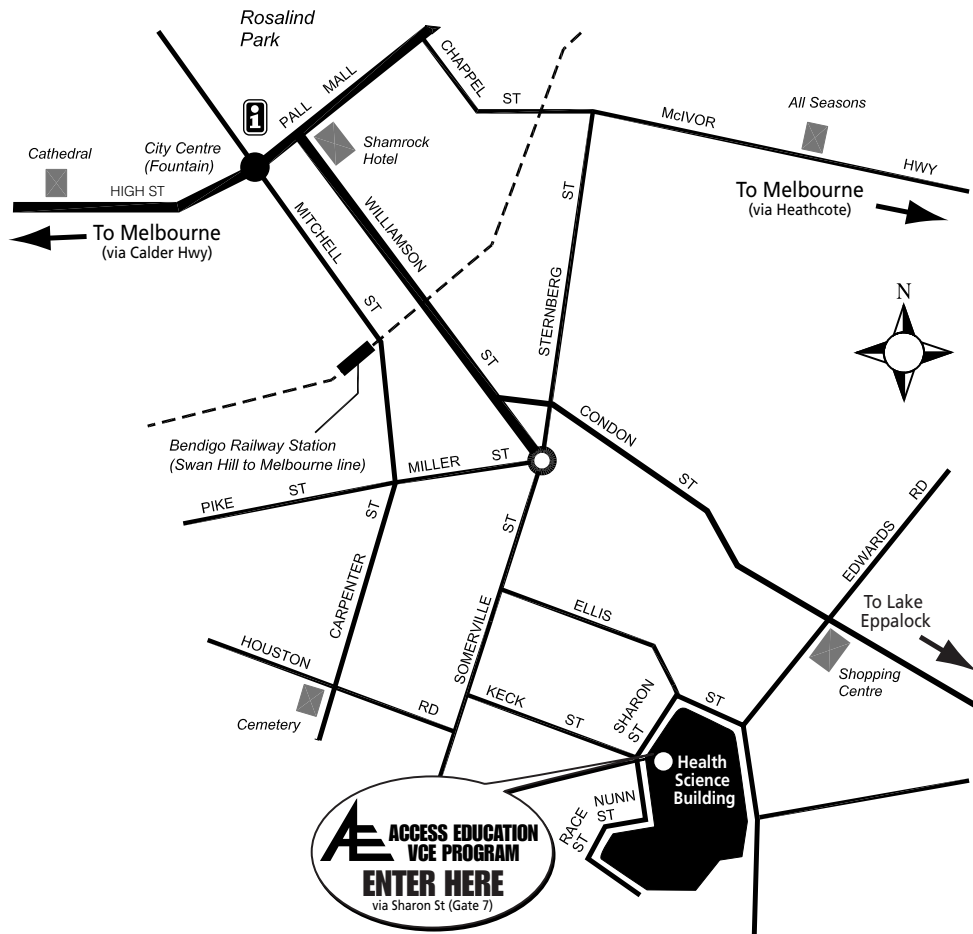 Rosalind
Park
CHAPPEL
ST
PALL MALL
McIVOR
HWY
All Seasons
i
Shamrock
Hotel
City Centre
(Fountain)
Cathedral
HIGH ST
To Melbourne
(via Calder Hwy)
To Melbourne
(via Heathcote)
MITCHELL
ST
WILLIAMSON
ST
STERNBERG
ST
N
Bendigo Railway Station
(Swan Hill to Melbourne line)
CONDON
ST
MILLER
ST
PIKE
ST
CARPENTER
ST
SOMERVILLE
ST
EDWARDS
RD
To Lake
Eppalock
ELLIS
ST
HOUSTON
RD
Cemetery
KECK
ST
SHARON
ST
Shopping
Centre
Health
Science
Building
NUNN
ST
RACE
ST
AE
ACCESS EDUCATION
VCE PROGRAM
ENTER HERE
via Sharon St (Gate 7)